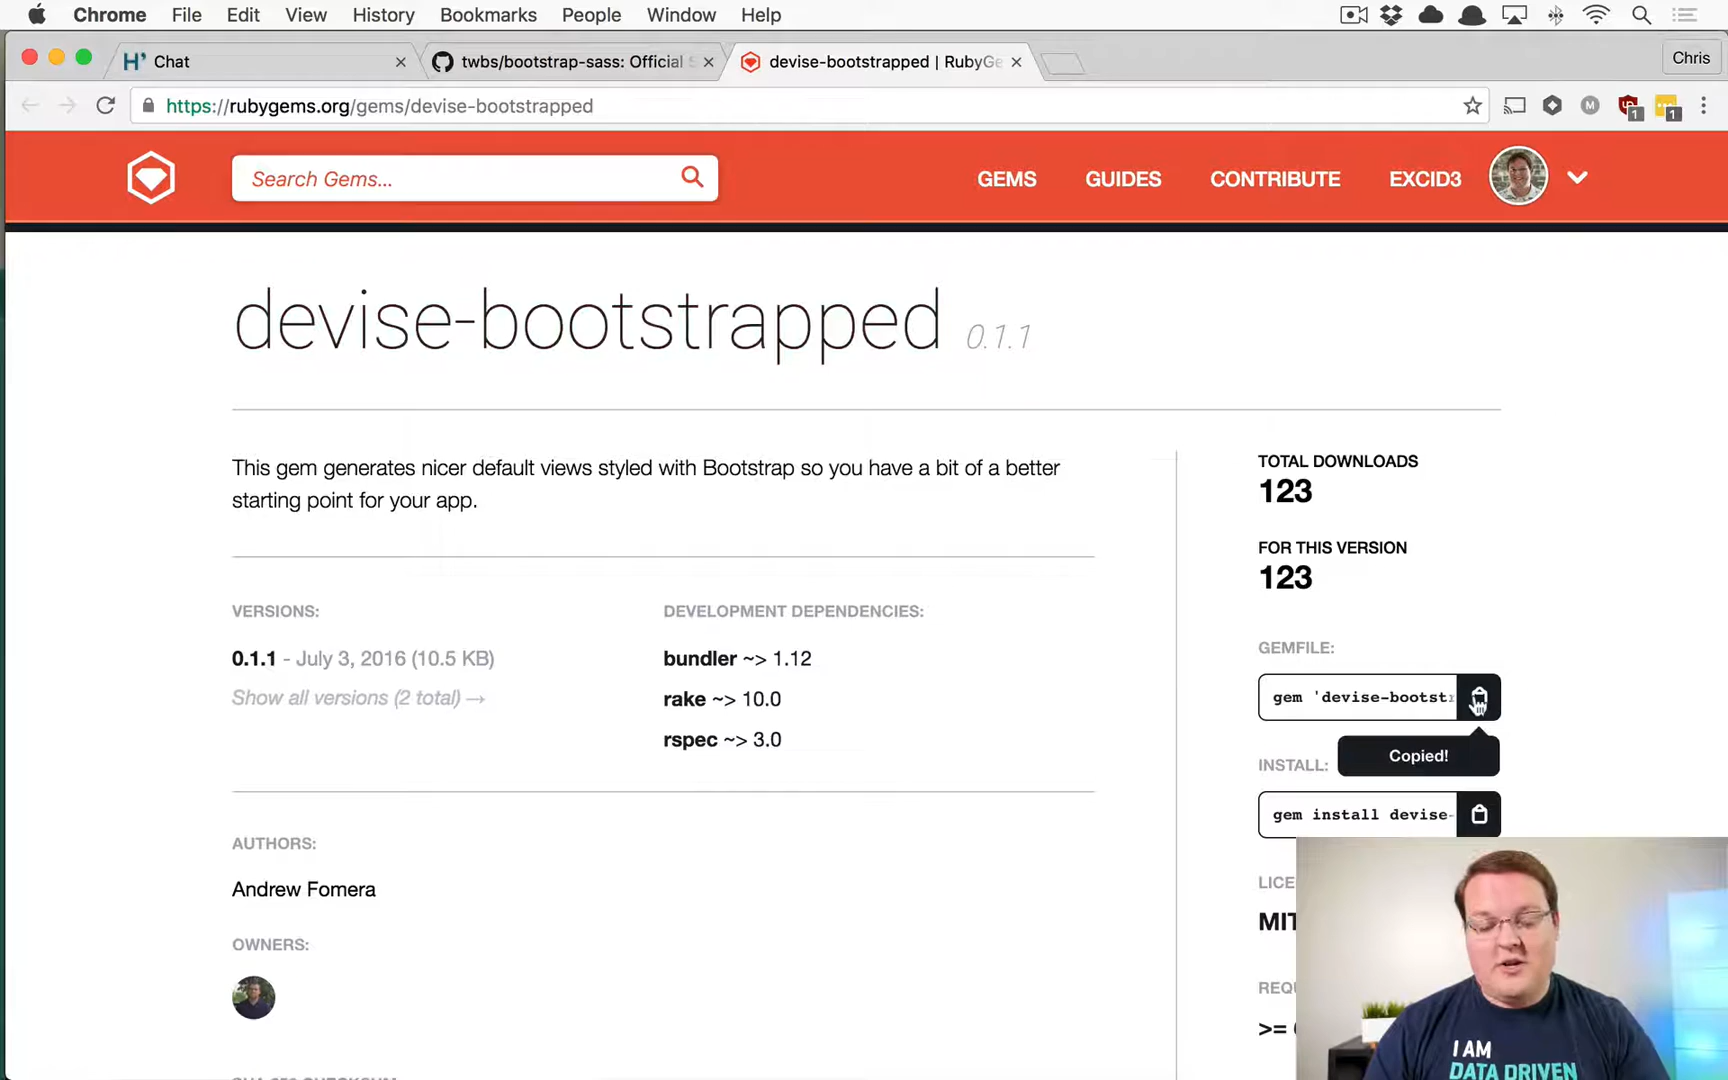 Chrome File Edit View History Bookmarks People Window Help
H' Chat
twbs/bootstrap-sass: Official
devise-bootstrapped | RubyGe
Chris
https://rubygems.org/gems/devise-bootstrapped
M
1
1
Search Gems...
GEMS GUIDES CONTRIBUTE EXCID3
devise-bootstrapped 0.1.1
This gem generates nicer default views styled with Bootstrap so you have a bit of a better
starting point for your app.
TOTAL DOWNLOADS
123
FOR THIS VERSION
123
VERSIONS:
0.1.1 - July 3, 2016 (10.5 KB)
Show all versions (2 total) →
DEVELOPMENT DEPENDENCIES:
bundler ~> 1.12
rake ~> 10.0
rspec ~> 3.0
GEMFILE:
gem 'devise-bootst
Copied!
INSTALL:
gem install devise-
AUTHORS:
Andrew Fomera
OWNERS:
LICE
MIT
REQU
>=
I AM
DATA DRIVEN